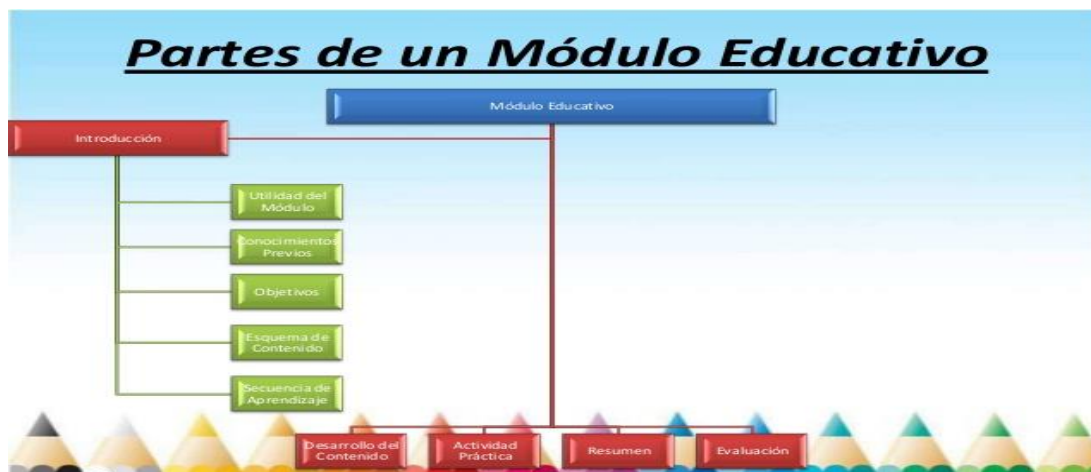 Partes de un Módulo Educativo
Módulo Educativo
Introducción
Utilidad del
Módulo
Conocimientos
Previos
Objetivos
Esquema de
Contenido
Secuencia de
Aprendizaje
Desarrollo del
Contenido
Actividad
Práctica
Resumen
Evaluación